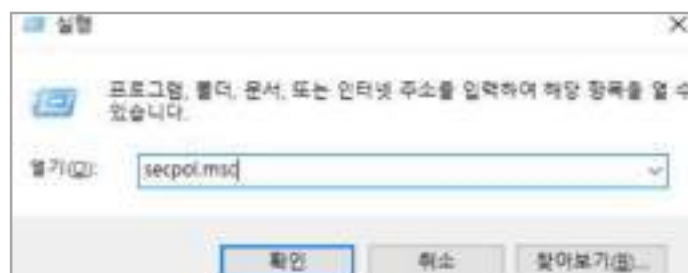 실행
프로그램, 폴더, 문서, 또는 인터넷 주소를 입력하여 해당 항목을 열 수
있습니다.
열기(O): secpol.msc
확인 취소 찾아보기(B)...